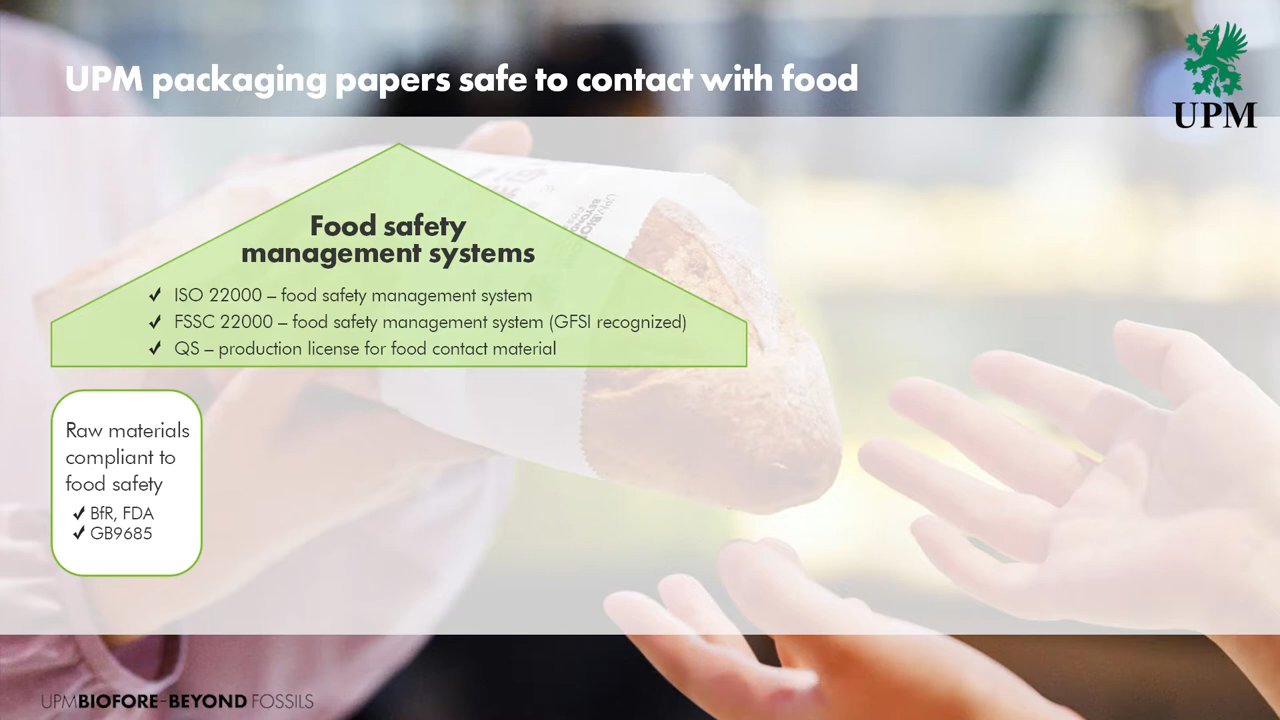 UPM packaging papers safe to contact with food
UPM
Food safety
management systems
✔ ISO 22000 – food safety management system
✔ FSSC 22000 – food safety management system (GFSI recognized)
✔ QS – production license for food contact material
Raw materials
compliant to
food safety
✔ BfR, FDA
✔ GB9685
UPM BIOFORE–BEYOND FOSSILS